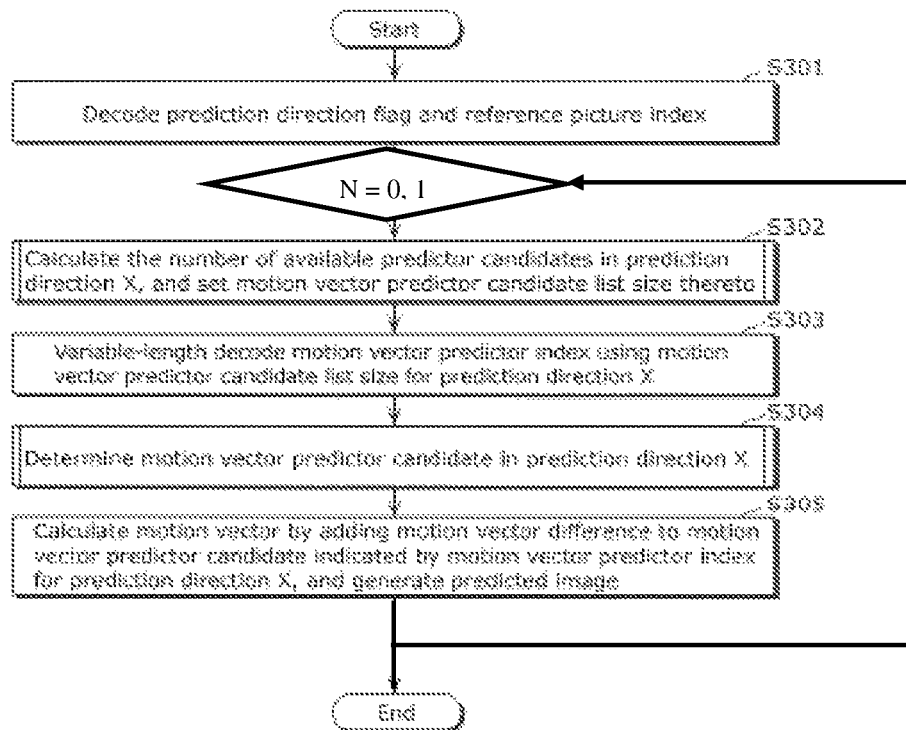 Start
S301
Decode prediction direction flag and reference picture index
N = 0, 1
S302
Calculate the number of available predictor candidates in prediction
direction X, and set motion vector predictor candidate list size thereto
S303
Variable-length decode motion vector predictor index using motion
vector predictor candidate list size for prediction direction X
S304
Determine motion vector predictor candidate in prediction direction X
S305
Calculate motion vector by adding motion vector difference to motion
vector predictor candidate indicated by motion vector predictor index
for prediction direction X, and generate predicted image
End